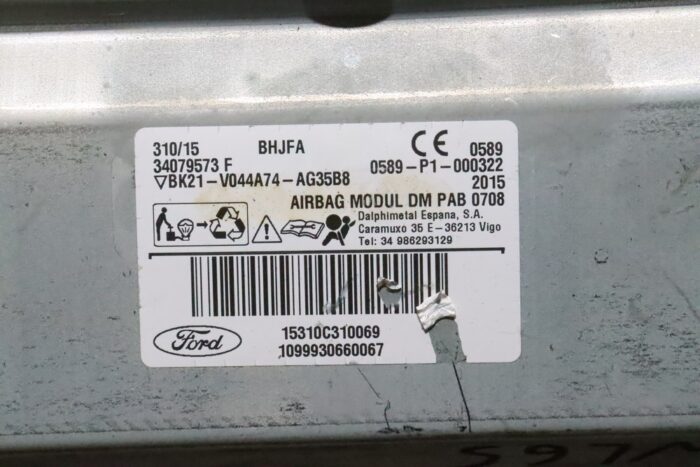 310/15 BHJFA CE 0589
34079573 F 0589-P1-000322
▽BK21-V044A74-AG35B8 2015
AIRBAG MODUL DM PAB 0708
Dalphimetal Espana, S.A.
Caramuxo 35 E-36213 Vigo
Tel: 34 986293129
Ford
15310C310069
1099930660067